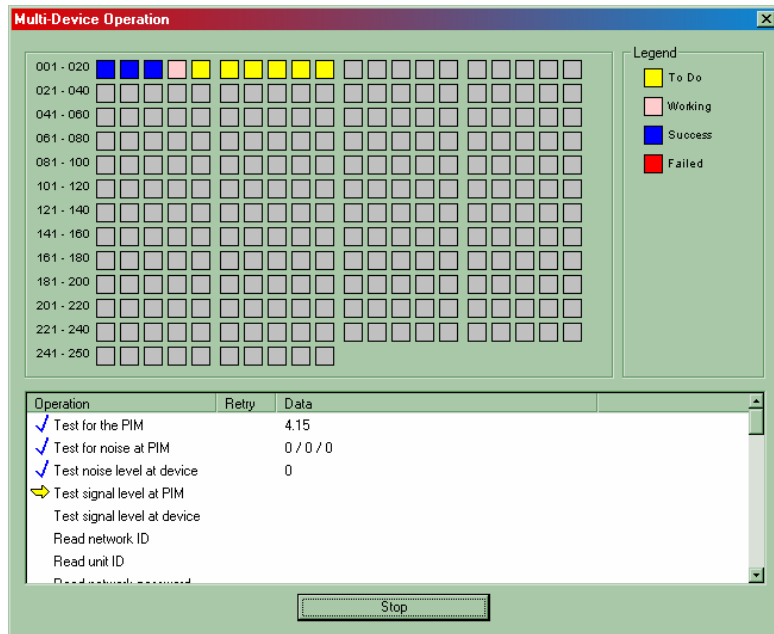 Multi-Device Operation
Legend
001 - 020
To Do
021 - 040
Working
041 - 060
Success
061 - 080
Failed
081 - 100
101 - 120
121 - 140
141 - 160
161 - 180
181 - 200
201 - 220
221 - 240
241 - 250
Operation Retry Data
Test for the PIM 4.15
Test for noise at PIM 0 / 0 / 0
Test noise level at device 0
Test signal level at PIM
Test signal level at device
Read network ID
Read unit ID
Read network password
Stop